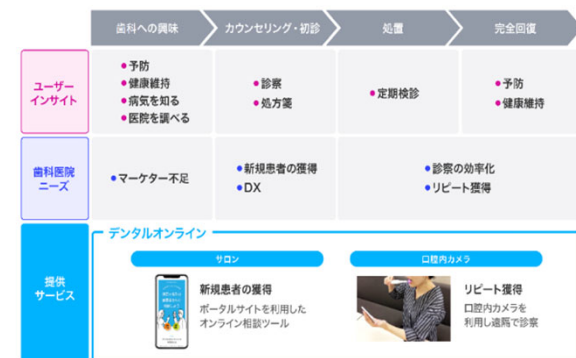 歯科への興味
カウンセリング・初診
処置
完全回復
ユーザー
インサイト
●予防
●健康維持
●病気を知る
●医院を調べる
●診察
●処方箋
●定期検診
●予防
●健康維持
歯科医院
ニーズ
●マーケター不足
●新規患者の獲得
●DX
●診察の効率化
●リピート獲得
提供
サービス
デンタルオンライン
サロン
新規患者の獲得
ポータルサイトを利用した
オンライン相談ツール
口腔内カメラ
リピート獲得
口腔内カメラを
利用し遠隔で診察